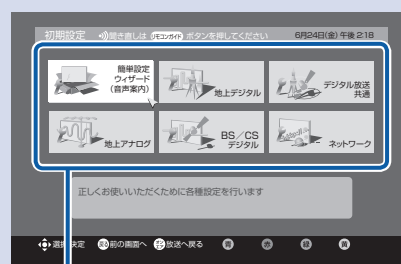 初期設定 聞き直しは リモコンガイド ボタンを押してください 6月24日(金) 午後 2:18
簡単設定
ウィザード
(音声案内)
地上デジタル
デジタル放送
共通
地上アナログ
BS/CS
デジタル
ネットワーク
正しくお使いいただくために各種設定を行います
選択 決定 戻る 前の画面へ 放送へ戻る 青 赤 緑 黄